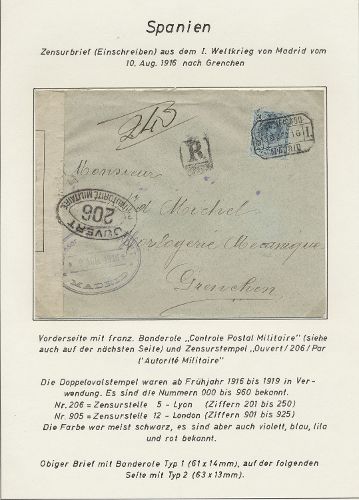 Spanien
Zensurbrief (Einschreiben) aus dem I. Weltkrieg von Madrid vom
10. Aug. 1916 nach Grenchen
243
R
Monsieur
Michel
Horlogerie Mecanique
Grenchen
OUVERT
206
L'AUTORITÉ MILITAIRE
Vorderseite mit franz. Banderole „Controle Postal Militaire" (siehe
auch auf der nächsten Seite) und Zensurstempel „Ouvert / 206 / Par
l'Autorité Militaire"
Die Doppelovalstempel waren ab Frühjahr 1916 bis 1919 in Ver-
wendung. Es sind die Nummern 000 bis 960 bekannt.
Nr. 206 = Zensurstelle 5 - Lyon (Ziffern 201 bis 250)
Nr. 905 = Zensurstelle 12 - London (Ziffern 901 bis 925)
Die Farbe war meist schwarz, es sind aber auch violett, blau, lila
und rot bekannt.
Obiger Brief mit Banderole Typ 1 (61 x 14mm), auf der folgenden
Seite mit Typ 2 (63 x 13mm).